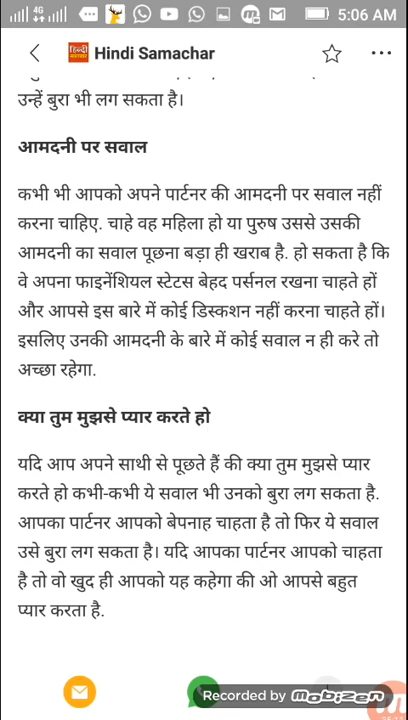 4G
5:06 AM
हिन्दी
Hindi Samachar
उन्हें बुरा भी लग सकता है।
आमदनी पर सवाल
कभी भी आपको अपने पार्टनर की आमदनी पर सवाल नहीं
करना चाहिए. चाहे वह महिला हो या पुरुष उससे उसकी
आमदनी का सवाल पूछना बड़ा ही खराब है. हो सकता है कि
वे अपना फाइनेंशियल स्टेटस बेहद पर्सनल रखना चाहते हों
और आपसे इस बारे में कोई डिस्कशन नहीं करना चाहते हों।
इसलिए उनकी आमदनी के बारे में कोई सवाल न ही करे तो
अच्छा रहेगा.
क्या तुम मुझसे प्यार करते हो
यदि आप अपने साथी से पूछते हैं की क्या तुम मुझसे प्यार
करते हो कभी-कभी ये सवाल भी उनको बुरा लग सकता है.
आपका पार्टनर आपको बेपनाह चाहता है तो फिर ये सवाल
उसे बुरा लग सकता है। यदि आपका पार्टनर आपको चाहता
है तो वो खुद ही आपको यह कहेगा की ओ आपसे बहुत
प्यार करता है.
Recorded by MOBIZEN